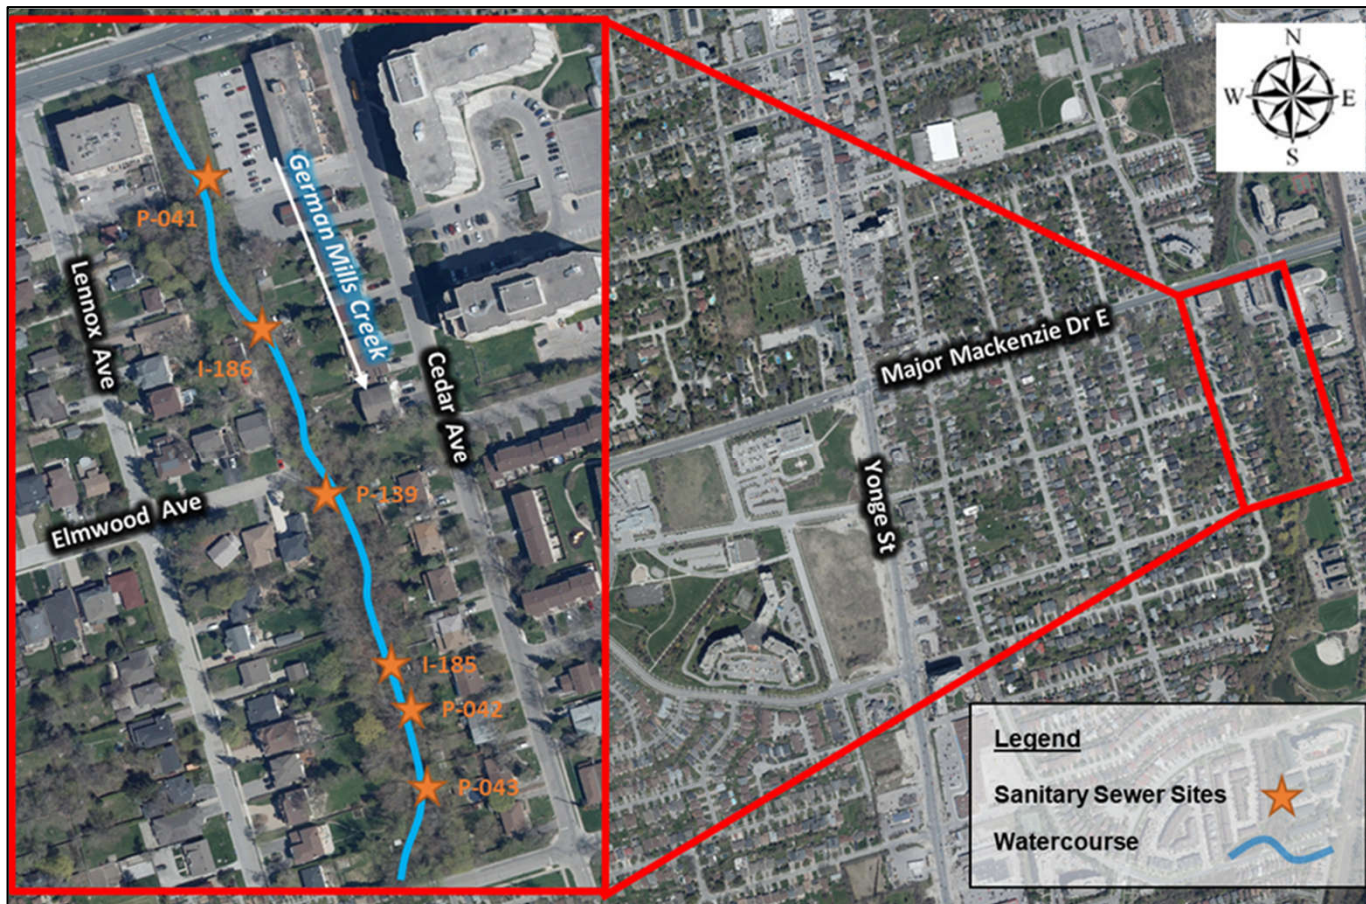 N
W E
S
P-041
German Mills Creek
Lennox Ave
I-186
Cedar Ave
Major Mackenzie Dr E
P-139
Elmwood Ave
Yonge St
I-185
P-042
P-043
Legend
Sanitary Sewer Sites
Watercourse